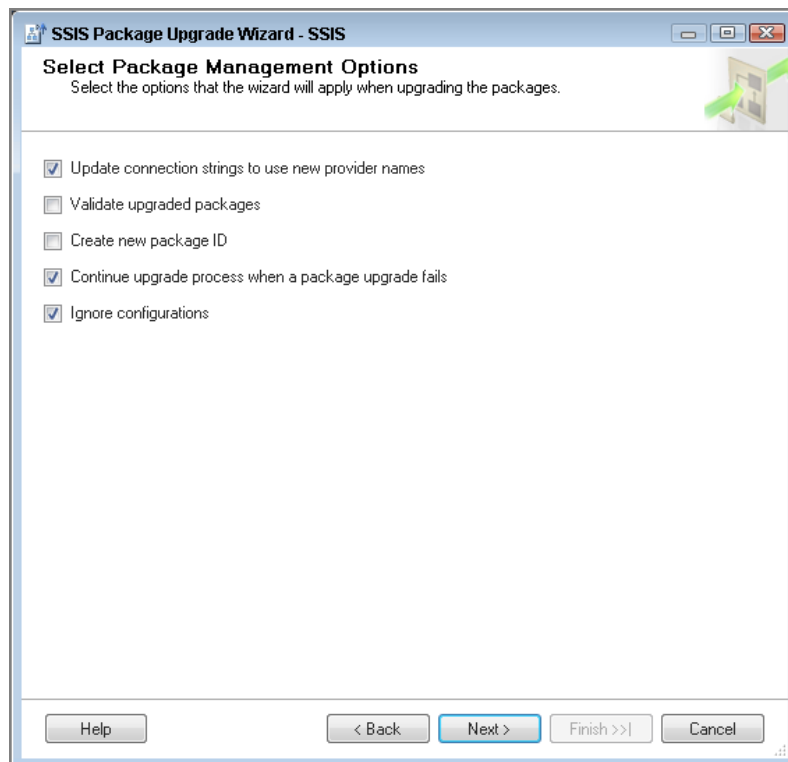 SSIS Package Upgrade Wizard - SSIS
Select Package Management Options
Select the options that the wizard will apply when upgrading the packages.
Update connection strings to use new provider names
Validate upgraded packages
Create new package ID
Continue upgrade process when a package upgrade fails
Ignore configurations
Help
< Back
Next >
Finish >>|
Cancel